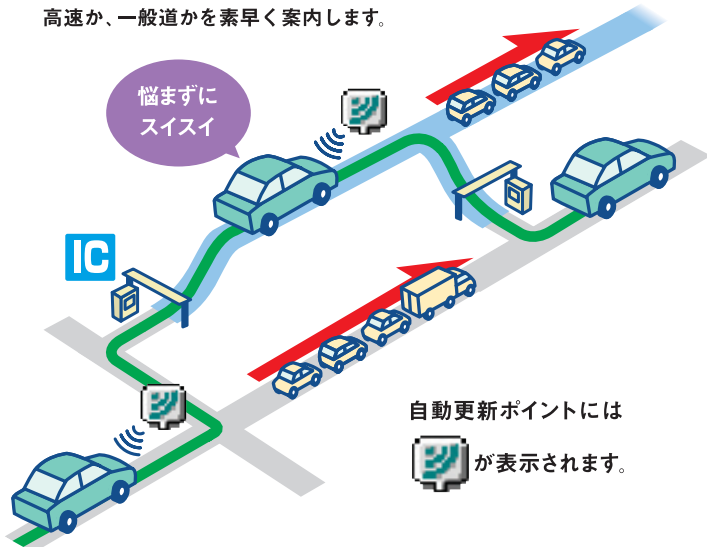 高速か、一般道かを素早く案内します。
悩まずに
スイスイ
IC
自動更新ポイントには
が表示されます。